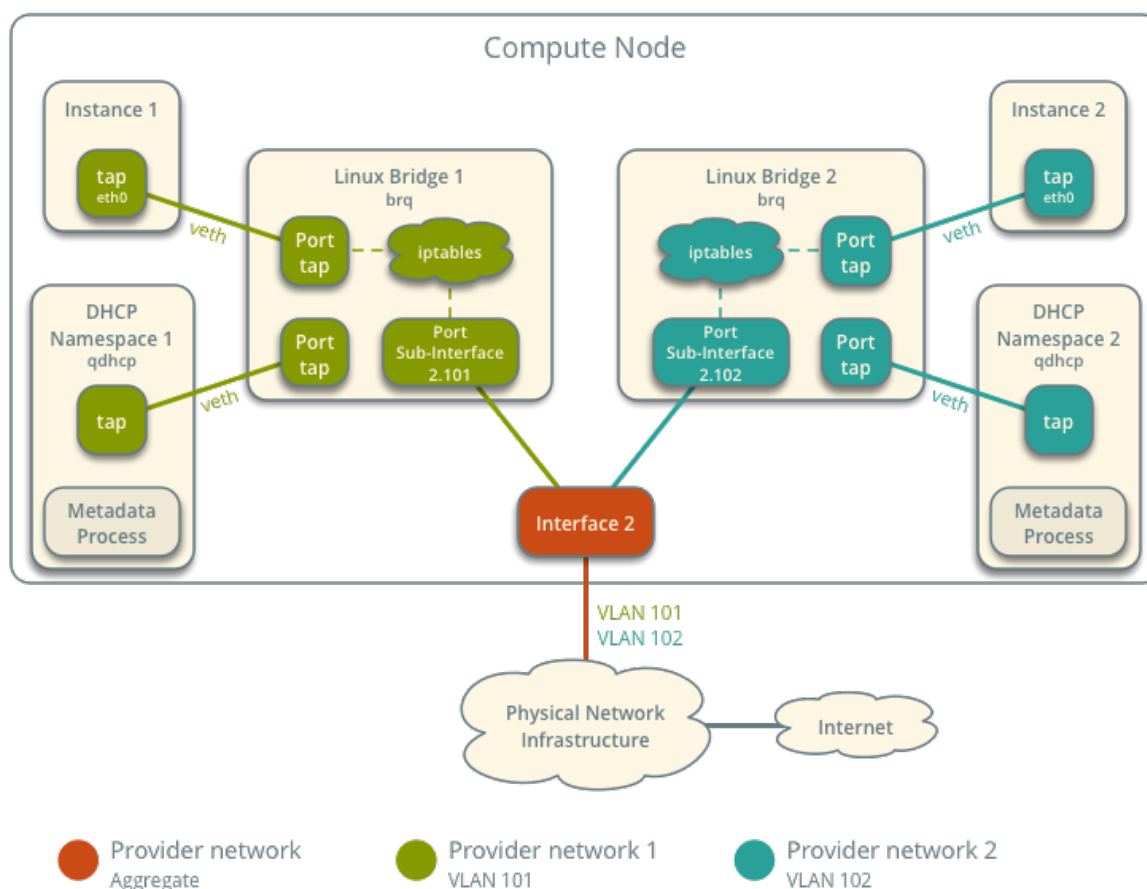 Compute Node
Instance 1
tap
eth0
veth
Linux Bridge 1
brq
Port
tap
iptables
Port
tap
Port
Sub-Interface
2.101
DHCP
Namespace 1
qdhcp
tap
veth
Metadata
Process
Linux Bridge 2
brq
iptables
Port
tap
Port
Sub-Interface
2.102
Port
tap
Instance 2
tap
eth0
veth
DHCP
Namespace 2
qdhcp
tap
veth
Metadata
Process
Interface 2
VLAN 101
VLAN 102
Physical Network
Infrastructure
Internet
Provider network
Aggregate
Provider network 1
VLAN 101
Provider network 2
VLAN 102